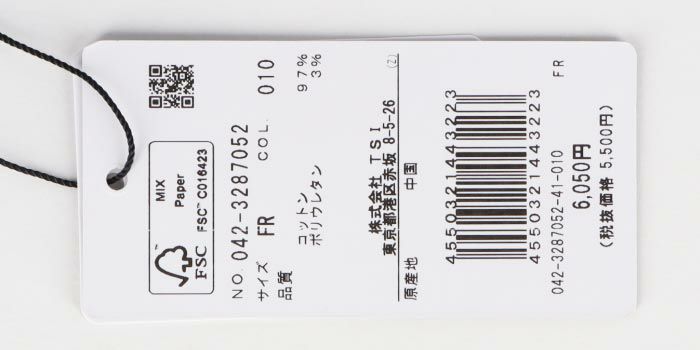 MIX
Paper
FSC™ C016423
FSC
NO. 042-3287052
サイズ FR COL. 010
品質
コットン 97%
ポリウレタン 3%
株式会社 TSI
東京都港区赤坂 8-5-26 (Z)
原産地 中国
4550321443223
4550321443223
042-3287052-41-010 FR
6,050円
(税抜価格 5,500円)